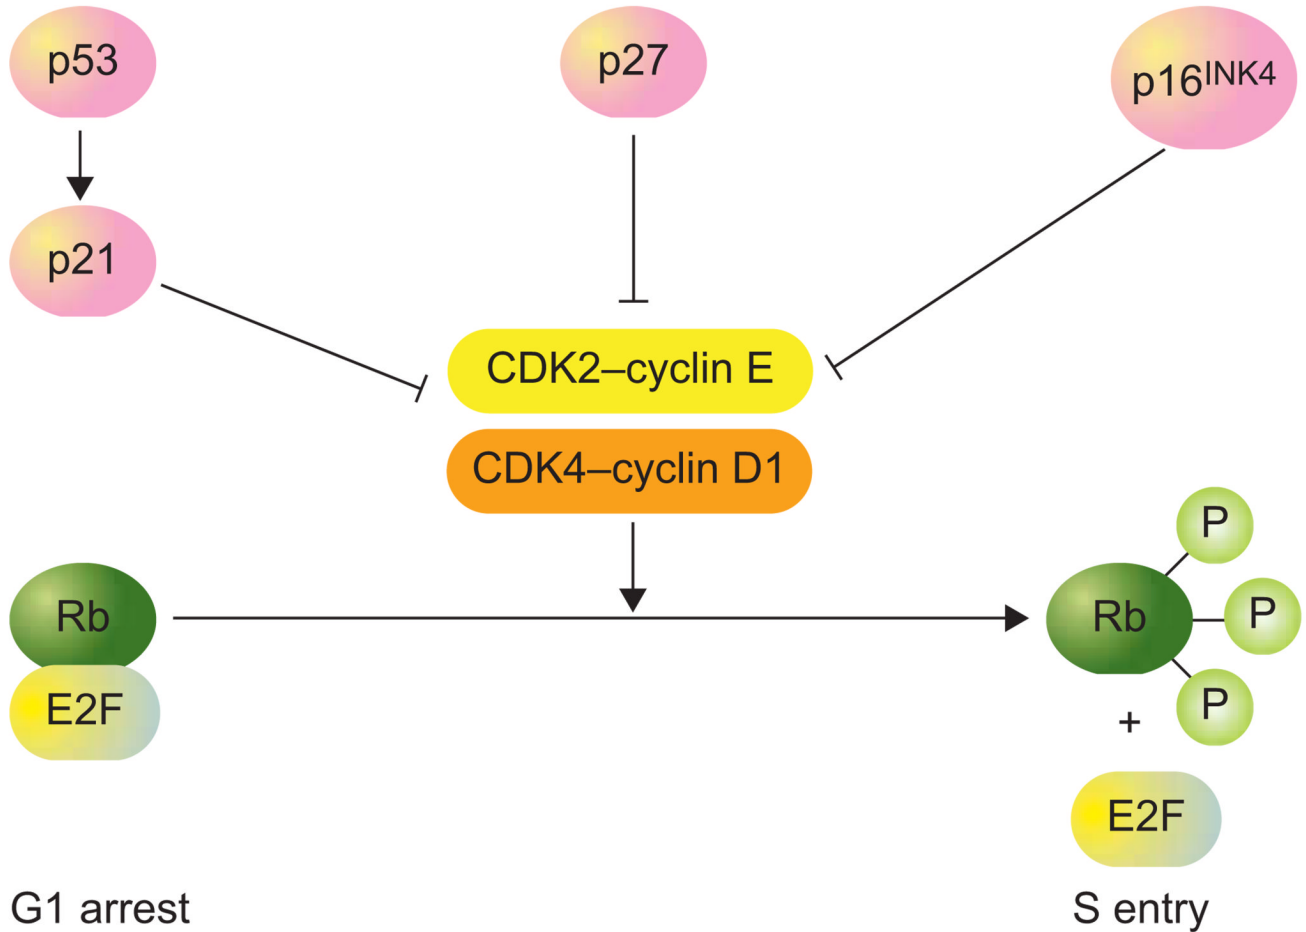 p53
p27
p16INK4
p21
CDK2–cyclin E
CDK4–cyclin D1
P
Rb
Rb
P
E2F
P
+
E2F
G1 arrest
S entry